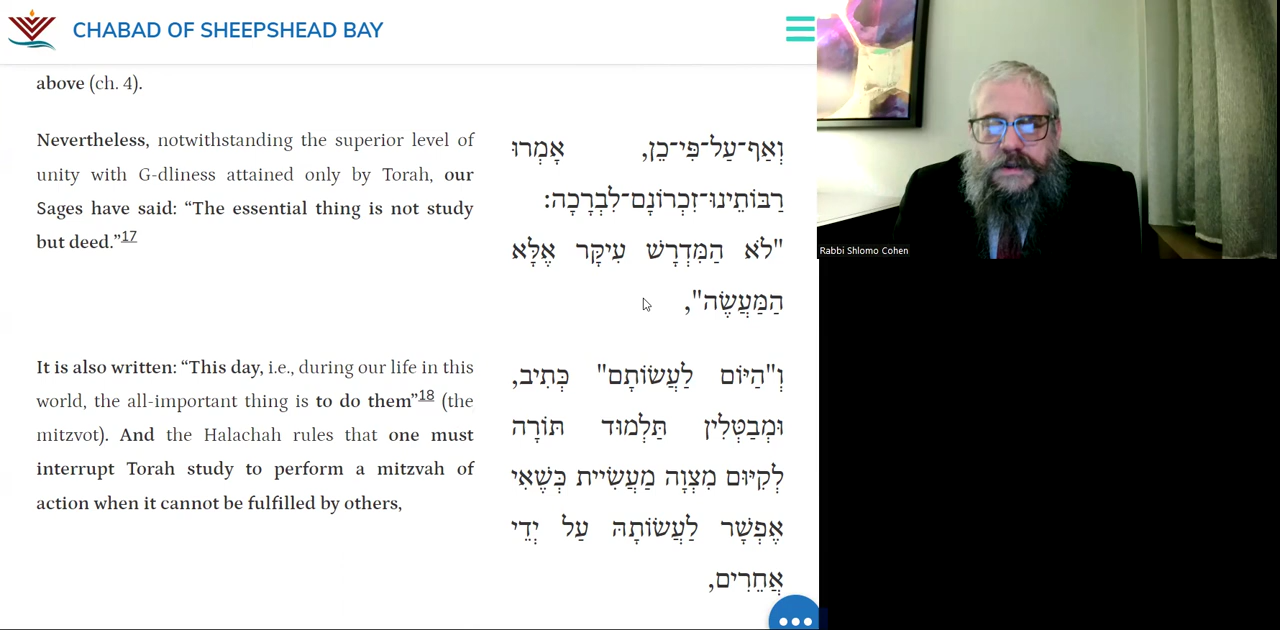 CHABAD OF SHEEPSHEAD BAY
above (ch. 4).
Nevertheless, notwithstanding the superior level of
unity with G-dliness attained only by Torah, our
Sages have said: “The essential thing is not study
but deed.”17
וְאַף־עַל־פִּי־כֵן, אָמְרוּ
רַבּוֹתֵינוּ־זִכְרוֹנָם־לִבְרָכָה:
"לֹא הַמִּדְרָשׁ עִיקָּר אֶלָּא
הַמַּעֲשֶׂה",
It is also written: “This day, i.e., during our life in this
world, the all-important thing is to do them”18 (the
mitzvot). And the Halachah rules that one must
interrupt Torah study to perform a mitzvah of
action when it cannot be fulfilled by others,
וְ"הַיּוֹם לַעֲשׂוֹתָם" כְּתִיב,
וּמְבַטְּלִין תַּלְמוּד תּוֹרָה
לְקִיּוּם מִצְוָה מַעֲשִׂיית כְּשֶׁאִי
אֶפְשָׁר לַעֲשׂוֹתָהּ עַל יְדֵי
אֲחֵרִים,
Rabbi Shlomo Cohen